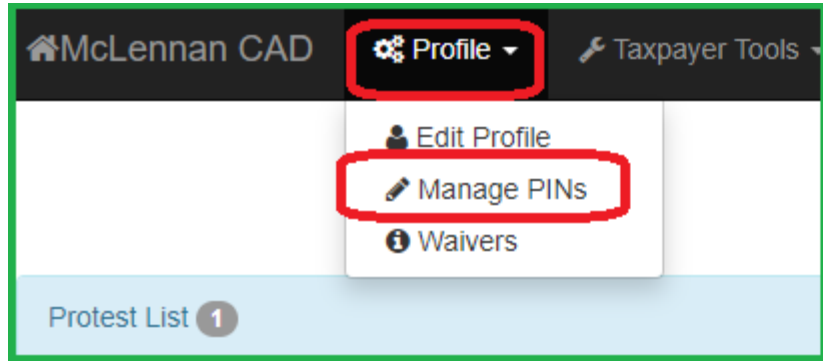 McLennan CAD Profile Taxpayer Tools
Edit Profile
Manage PINs
Waivers
Protest List 1